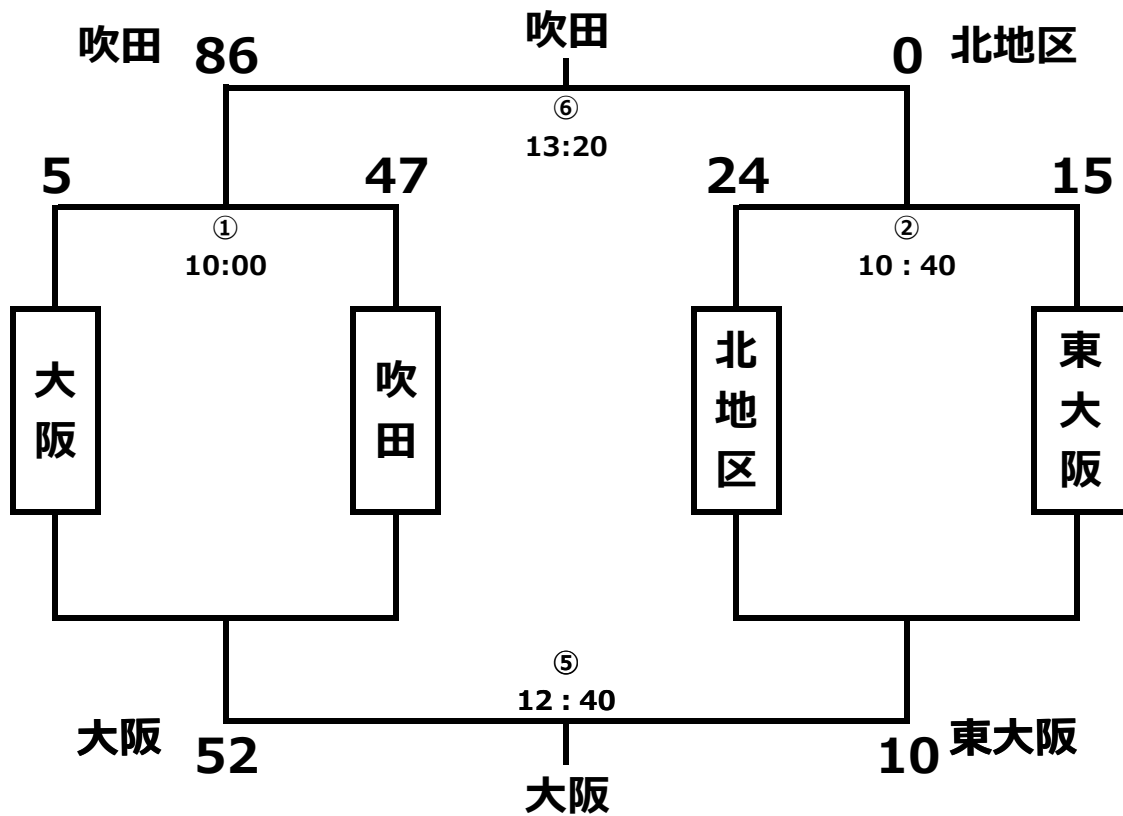 吹田 86 吹田 0 北地区
⑥
13:20
5 47 24 15
① ②
10:00 10：40
大阪 吹田 北地区 東大阪
⑤
12：40
大阪 52 10 東大阪
大阪